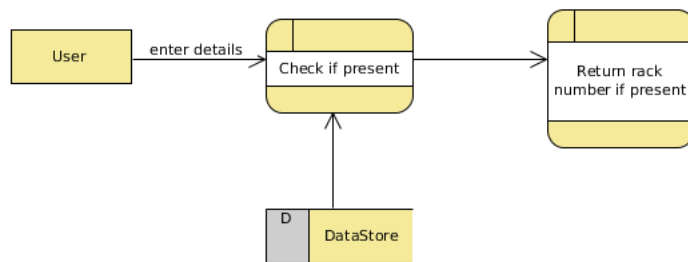 User
enter details
Check if present
Return rack
number if present
D
DataStore